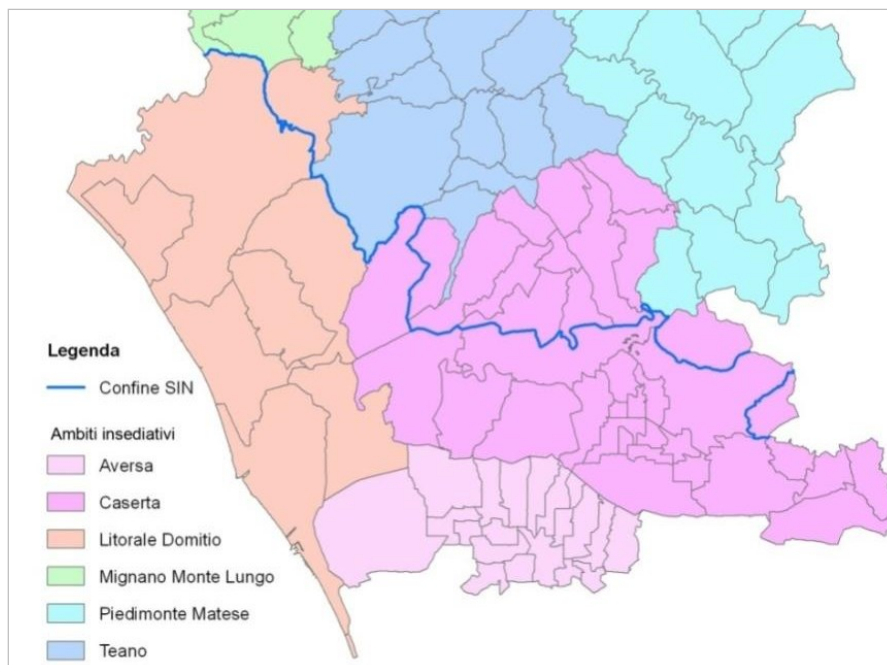 Legenda
Confine SIN
Ambiti insediativi
Aversa
Caserta
Litorale Domitio
Mignano Monte Lungo
Piedimonte Matese
Teano